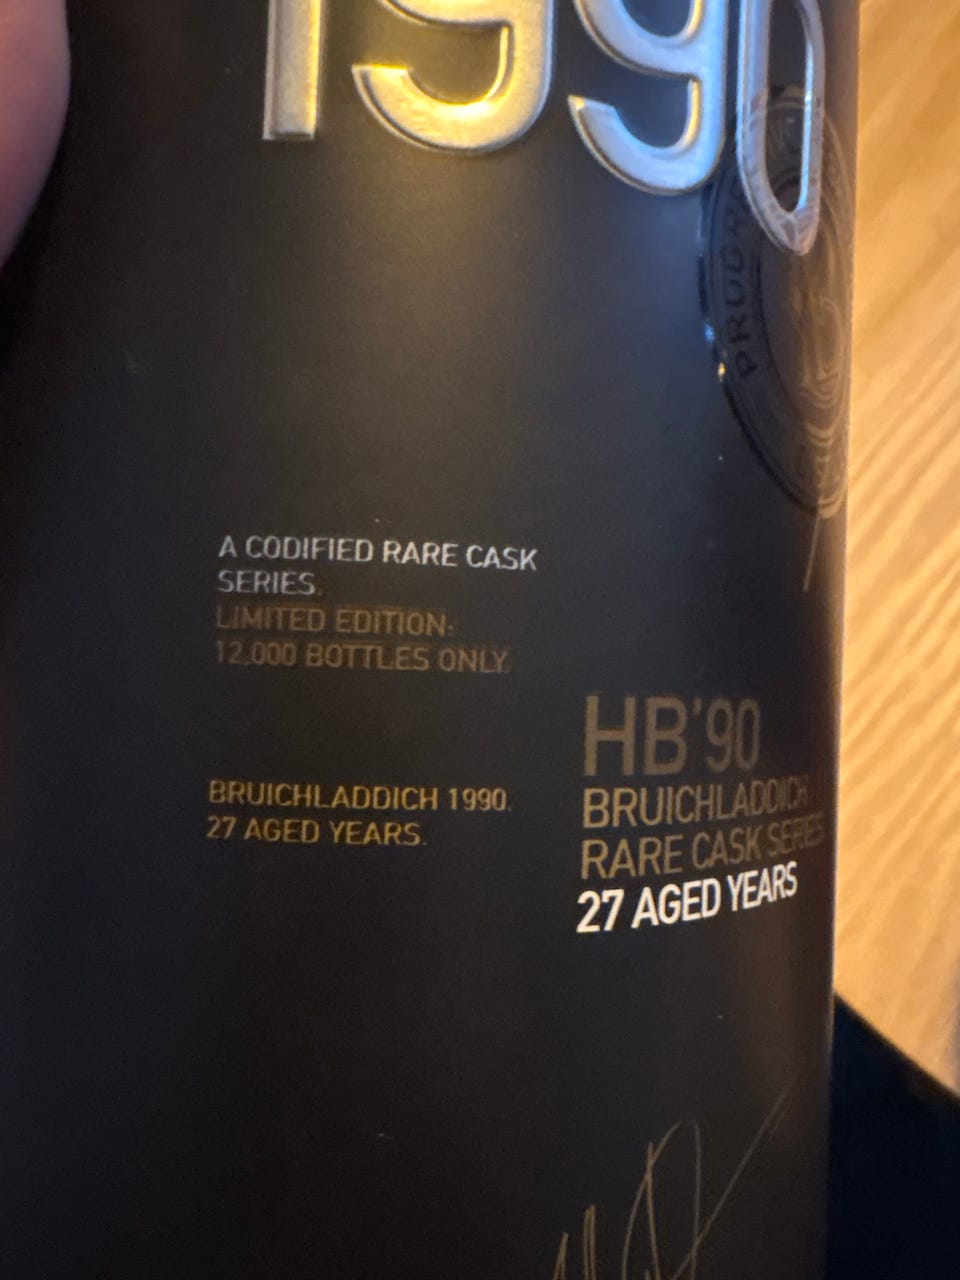 1990
PROD
A CODIFIED RARE CASK
SERIES.
LIMITED EDITION:
12,000 BOTTLES ONLY.
BRUICHLADDICH 1990.
27 AGED YEARS.
HB'90
BRUICHLADDICH
RARE CASK SERIES
27 AGED YEARS